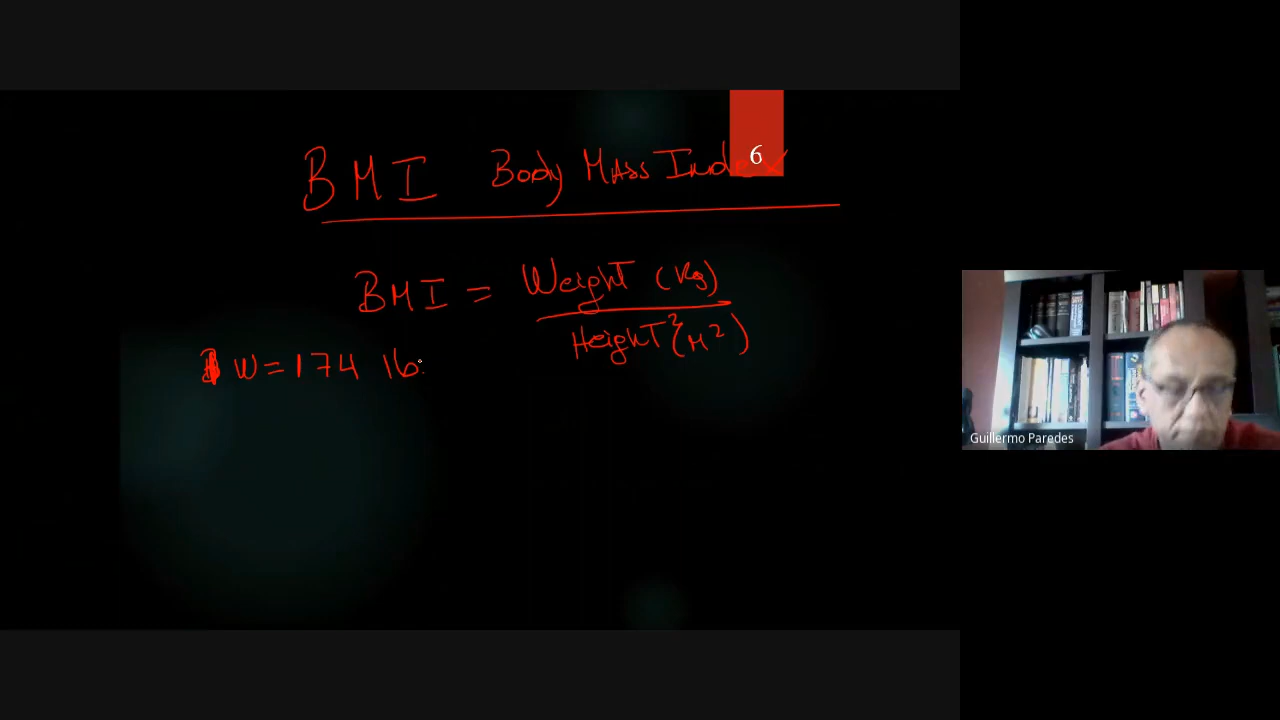 6
BMI Body Mass Index
BMI = Weight (Kg)
Height² (M²)
W = 174 lb
Guillermo Paredes